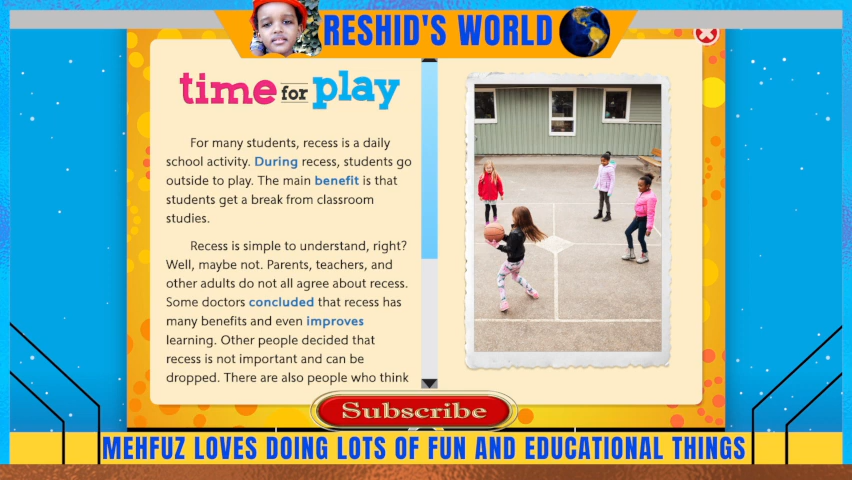 RESHID'S WORLD
time for play
For many students, recess is a daily
school activity. During recess, students go
outside to play. The main benefit is that
students get a break from classroom
studies.
Recess is simple to understand, right?
Well, maybe not. Parents, teachers, and
other adults do not all agree about recess.
Some doctors concluded that recess has
many benefits and even improves
learning. Other people decided that
recess is not important and can be
dropped. There are also people who think
Subscribe
MEHFUZ LOVES DOING LOTS OF FUN AND EDUCATIONAL THINGS